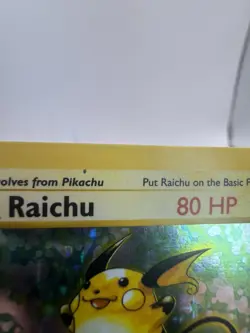 olves from Pikachu Put Raichu on the Basic
Raichu 80 HP